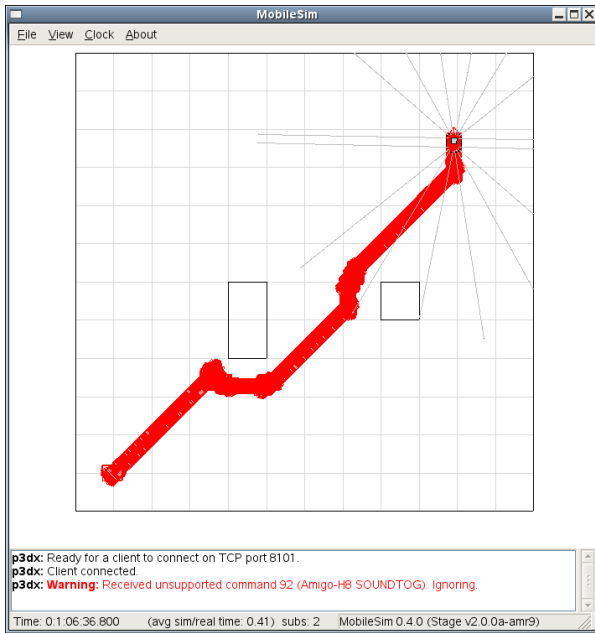 MobileSim
File View Clock About
p3dx: Ready for a client to connect on TCP port 8101.
p3dx: Client connected.
p3dx: Warning: Received unsupported command 92 (Amigo-H8 SOUNDTOG). Ignoring.
Time: 0:1:06:36.800 (avg sim/real time: 0.41) subs: 2 MobileSim 0.4.0 (Stage v2.0.0a-amr9)